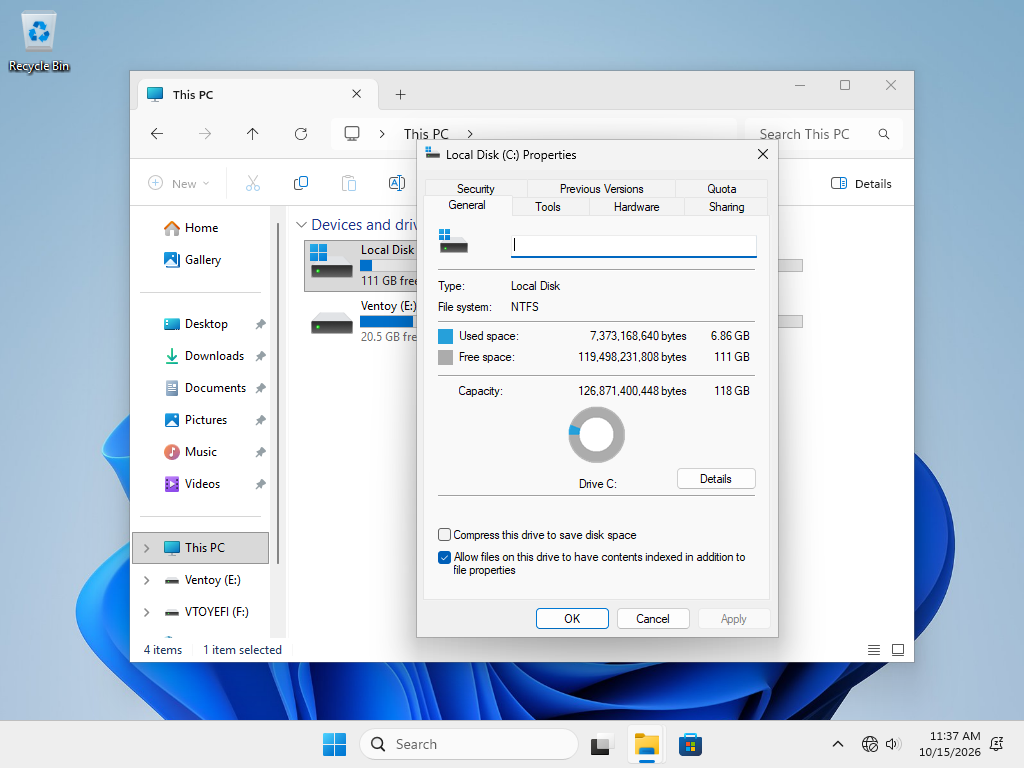 Recycle Bin
This PC
This PC
Search This PC
New
Details
Home
Gallery
Desktop
Downloads
Documents
Pictures
Music
Videos
This PC
Ventoy (E:)
VTOYEFI (F:)
4 items
1 item selected
Devices and driv
Local Disk
111 GB free
Ventoy (E:)
20.5 GB fre
Local Disk (C:) Properties
Security
Previous Versions
Quota
General
Tools
Hardware
Sharing
Type:
Local Disk
File system:
NTFS
Used space:
7,373,168,640 bytes
6.86 GB
Free space:
119,498,231,808 bytes
111 GB
Capacity:
126,871,400,448 bytes
118 GB
Drive C:
Details
Compress this drive to save disk space
Allow files on this drive to have contents indexed in addition to
file properties
OK
Cancel
Apply
Search
11:37 AM
10/15/2026